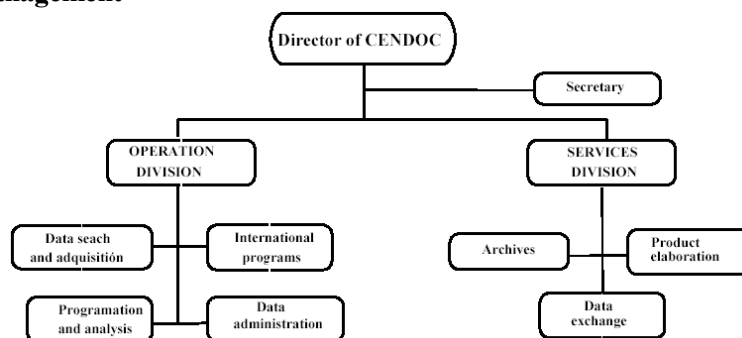 Director of CENDOC
Secretary
OPERATION
DIVISION
SERVICES
DIVISION
Data seach
and adquisitión
International
programs
Archives
Product
elaboration
Programation
and analysis
Data
administration
Data
exchange